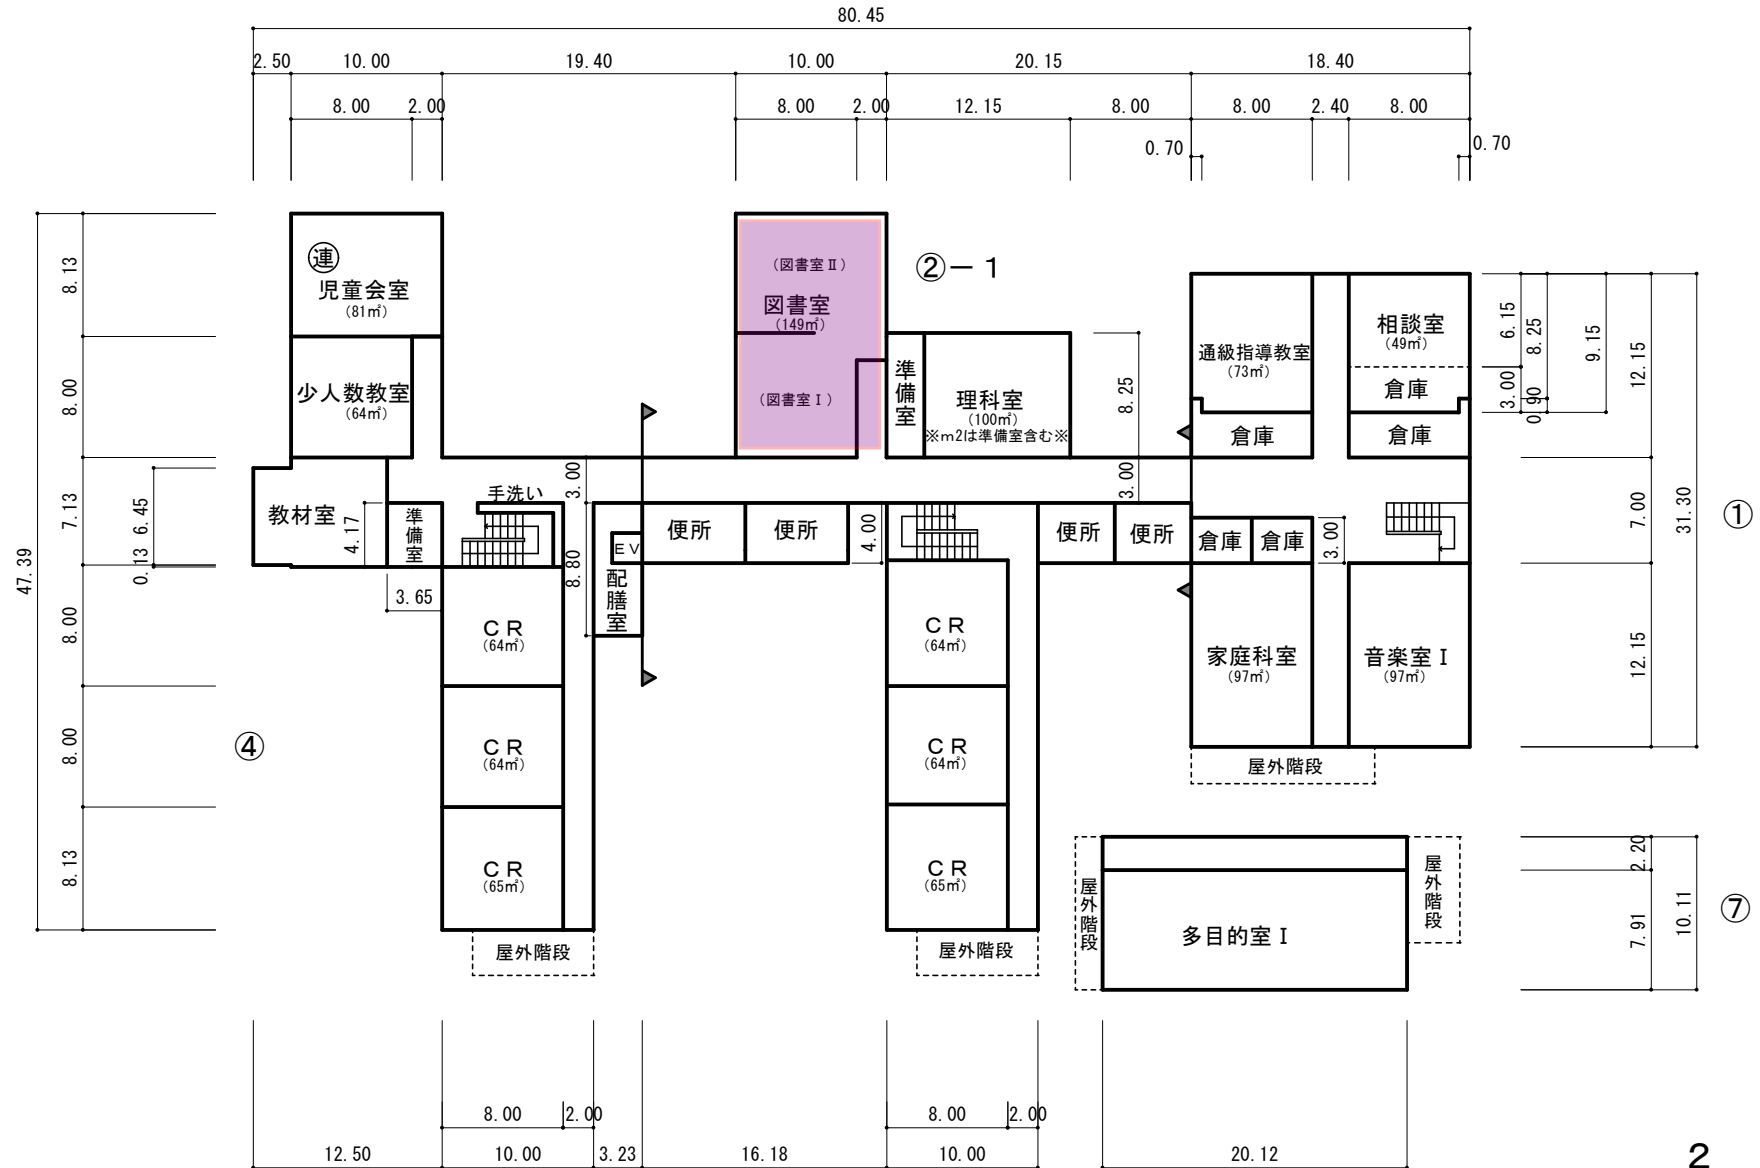 80.45
2.50 10.00 19.40 10.00 20.15 18.40
8.00 2.00 8.00 2.00 12.15 8.00 8.00 2.40 8.00
0.70 0.70
47.39
8.13
8.00
7.13
8.00
8.00
8.13
6.45
0.13
連
児童会室
(81㎡)
少人数教室
(64㎡)
教材室
準備室
4.17
3.65
手洗い
3.00
8.80
EV
配膳室
(図書室Ⅱ)
図書室
(149㎡)
(図書室Ⅰ)
②－1
準備室
理科室
(100㎡)
※m2は準備室含む※
8.25
3.00
通級指導教室
(73㎡)
倉庫
相談室
(49㎡)
倉庫
倉庫
6.15
3.00
8.25
0.90
9.15
12.15
7.00
12.15
31.30
①
便所
便所
4.00
便所
便所
倉庫
倉庫
3.00
CR
(64㎡)
CR
(64㎡)
CR
(65㎡)
屋外階段
CR
(64㎡)
CR
(64㎡)
CR
(65㎡)
屋外階段
家庭科室
(97㎡)
音楽室Ⅰ
(97㎡)
屋外階段
④
屋外階段
多目的室Ⅰ
屋外階段
2.20
7.91
10.11
⑦
8.00 2.00 8.00 2.00
12.50 10.00 3.23 16.18 10.00 20.12
2